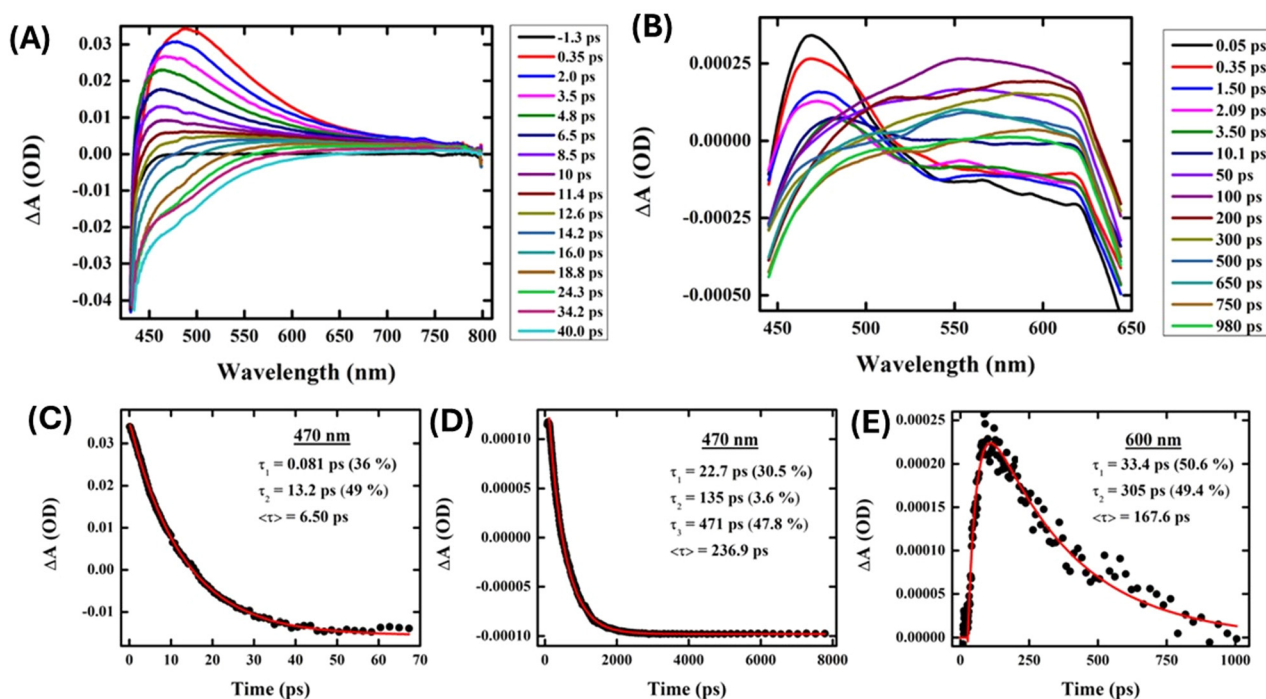 (A)
0.03
0.02
0.01
0.00
-0.01
-0.02
-0.03
-0.04
ΔA (OD)
450 500 550 600 650 700 750 800
Wavelength (nm)
-1.3 ps
0.35 ps
2.0 ps
3.5 ps
4.8 ps
6.5 ps
8.5 ps
10 ps
11.4 ps
12.6 ps
14.2 ps
16.0 ps
18.8 ps
24.3 ps
34.2 ps
40.0 ps
(B)
0.00025
0.00000
-0.00025
-0.00050
ΔA (OD)
450 500 550 600 650
Wavelength (nm)
0.05 ps
0.35 ps
1.50 ps
2.09 ps
3.50 ps
10.1 ps
50 ps
100 ps
200 ps
300 ps
500 ps
650 ps
750 ps
980 ps
(C)
0.03
0.02
0.01
0.00
-0.01
ΔA (OD)
470 nm
τ1 = 0.081 ps (36 %)
τ2 = 13.2 ps (49 %)
<τ> = 6.50 ps
0 10 20 30 40 50 60 70
Time (ps)
(D)
0.00010
0.00005
0.00000
-0.00005
-0.00010
ΔA (OD)
470 nm
τ1 = 22.7 ps (30.5 %)
τ2 = 135 ps (3.6 %)
τ3 = 471 ps (47.8 %)
<τ> = 236.9 ps
0 2000 4000 6000 8000
Time (ps)
(E)
0.00025
0.00020
0.00015
0.00010
0.00005
0.00000
ΔA (OD)
600 nm
τ1 = 33.4 ps (50.6 %)
τ2 = 305 ps (49.4 %)
<τ> = 167.6 ps
0 250 500 750 1000
Time (ps)